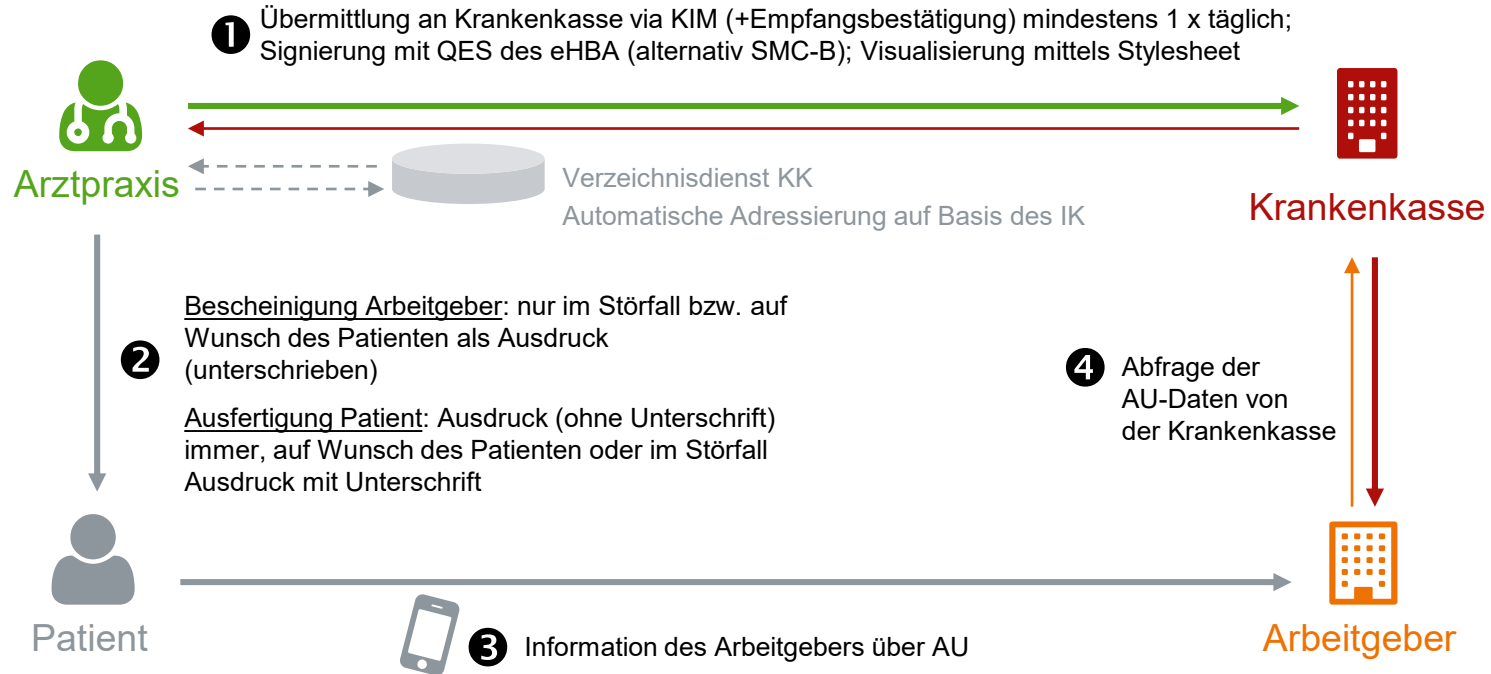 ❶ Übermittlung an Krankenkasse via KIM (+Empfangsbestätigung) mindestens 1 x täglich;
Signierung mit QES des eHBA (alternativ SMC-B); Visualisierung mittels Stylesheet
Arztpraxis
Verzeichnisdienst KK
Automatische Adressierung auf Basis des IK
Krankenkasse
❷ Bescheinigung Arbeitgeber: nur im Störfall bzw. auf
Wunsch des Patienten als Ausdruck
(unterschrieben)
Ausfertigung Patient: Ausdruck (ohne Unterschrift)
immer, auf Wunsch des Patienten oder im Störfall
Ausdruck mit Unterschrift
❹ Abfrage der
AU-Daten von
der Krankenkasse
Patient
❸ Information des Arbeitgebers über AU
Arbeitgeber